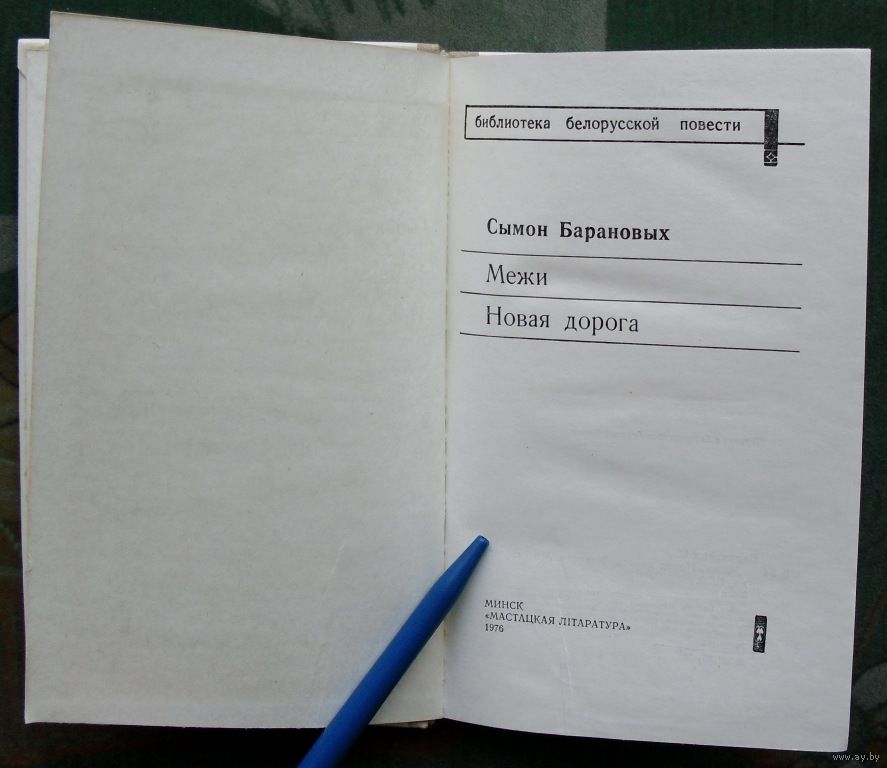 библиотека белорусской повести
Сымон Барановых
Межи
Новая дорога
МИНСК
«МАСТАЦКАЯ ЛІТАРАТУРА»
1976
www.ay.by